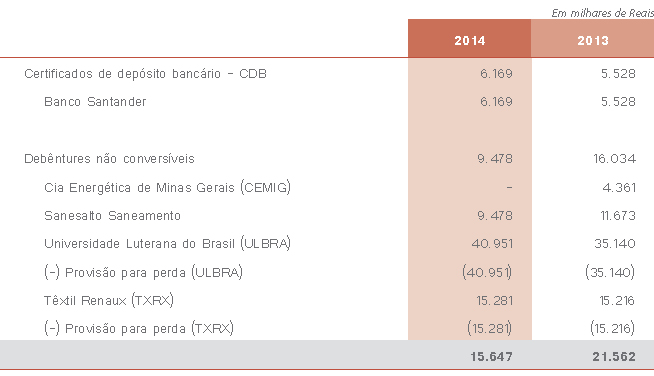 Em milhares de Reais
2014 2013
Certificados de depósito bancário - CDB 6.169 5.528
Banco Santander 6.169 5.528
Debêntures não conversíveis 9.478 16.034
Cia Energética de Minas Gerais (CEMIG) - 4.361
Sanesalto Saneamento 9.478 11.673
Universidade Luterana do Brasil (ULBRA) 40.951 35.140
(-) Provisão para perda (ULBRA) (40.951) (35.140)
Têxtil Renaux (TXRX) 15.281 15.216
(-) Provisão para perda (TXRX) (15.281) (15.216)
15.647 21.562